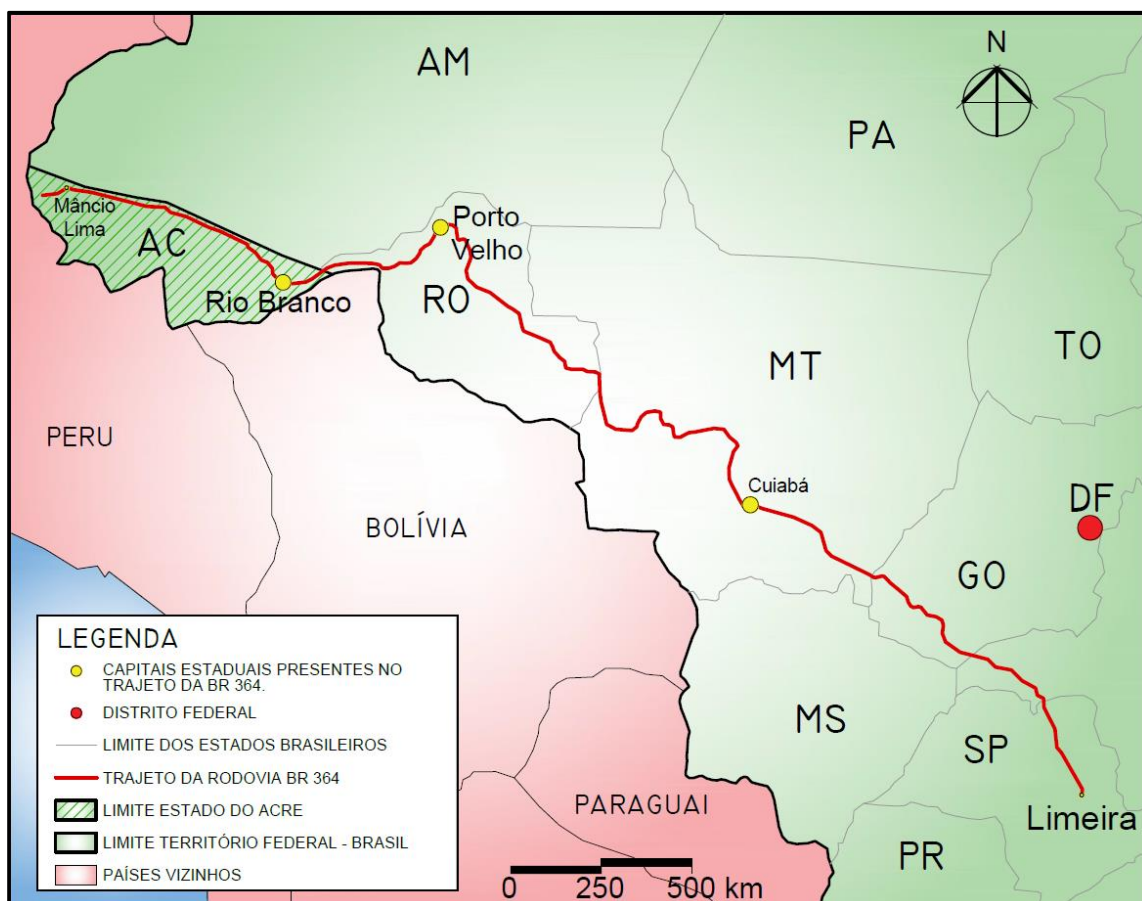 N
AM
PA
Mâncio
Lima
AC
Porto
Velho
Rio Branco
RO
TO
MT
PERU
Cuiabá
DF
BOLÍVIA
GO
LEGENDA
CAPITAIS ESTADUAIS PRESENTES NO
TRAJETO DA BR 364.
DISTRITO FEDERAL
LIMITE DOS ESTADOS BRASILEIROS
TRAJETO DA RODOVIA BR 364
LIMITE ESTADO DO ACRE
LIMITE TERRITÓRIO FEDERAL - BRASIL
PAÍSES VIZINHOS
MS
SP
PARAGUAI
Limeira
PR
0 250 500 km